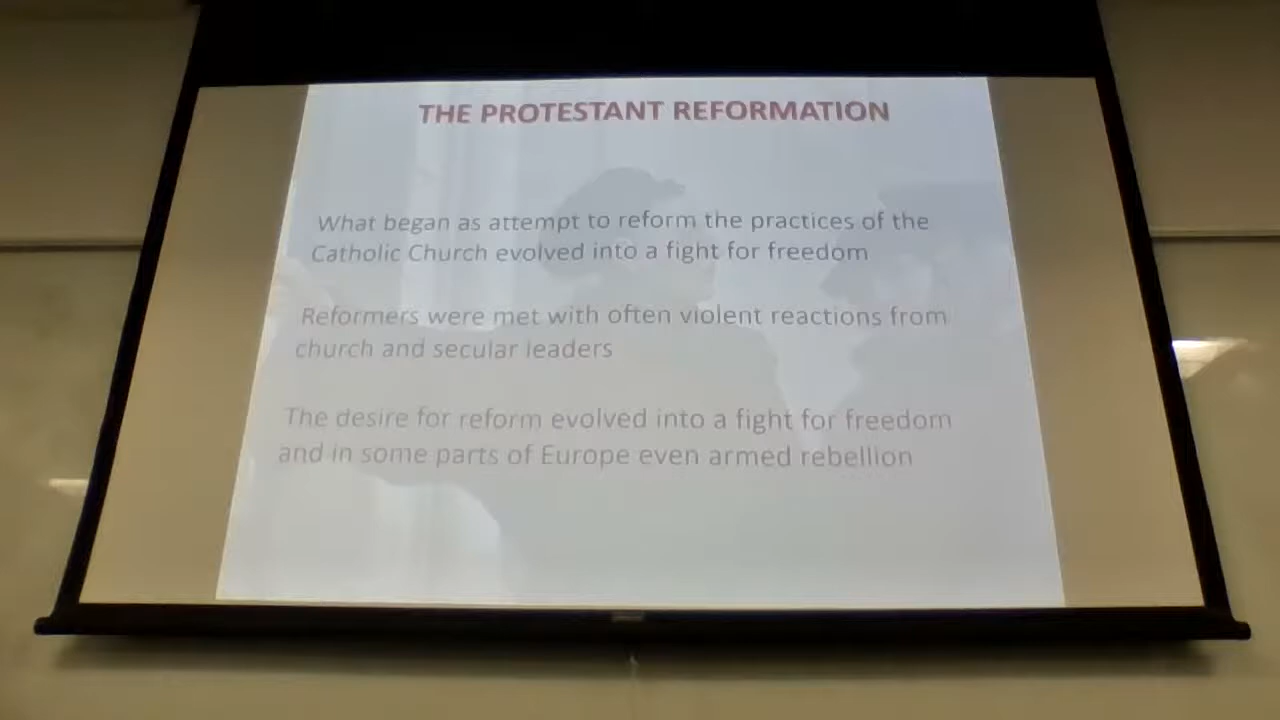 THE PROTESTANT REFORMATION
What began as attempt to reform the practices of the
Catholic Church evolved into a fight for freedom
Reformers were met with often violent reactions from
church and secular leaders
The desire for reform evolved into a fight for freedom
and in some parts of Europe even armed rebellion